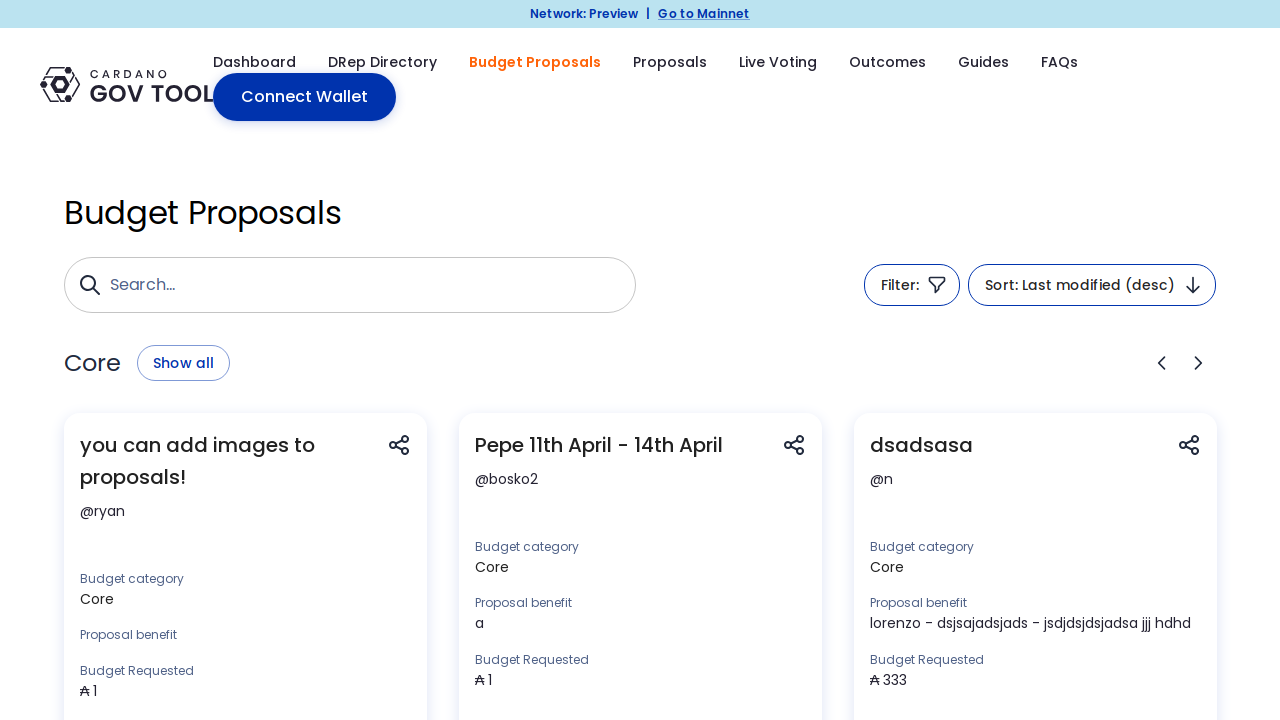 Network: Preview | Go to Mainnet
CARDANO
GOV TOOL
Dashboard DRep Directory Budget Proposals Proposals Live Voting Outcomes Guides FAQs
Connect Wallet
Budget Proposals
Search...
Filter:
Sort: Last modified (desc)
Core
Show all
you can add images to
proposals!
@ryan
Budget category
Core
Proposal benefit
Budget Requested
₳ 1
Pepe 11th April - 14th April
@bosko2
Budget category
Core
Proposal benefit
a
Budget Requested
₳ 1
dsadsasa
@n
Budget category
Core
Proposal benefit
lorenzo - dsjsajadsjads - jsdjdsjdsjadsa jjj hdhd
Budget Requested
₳ 333